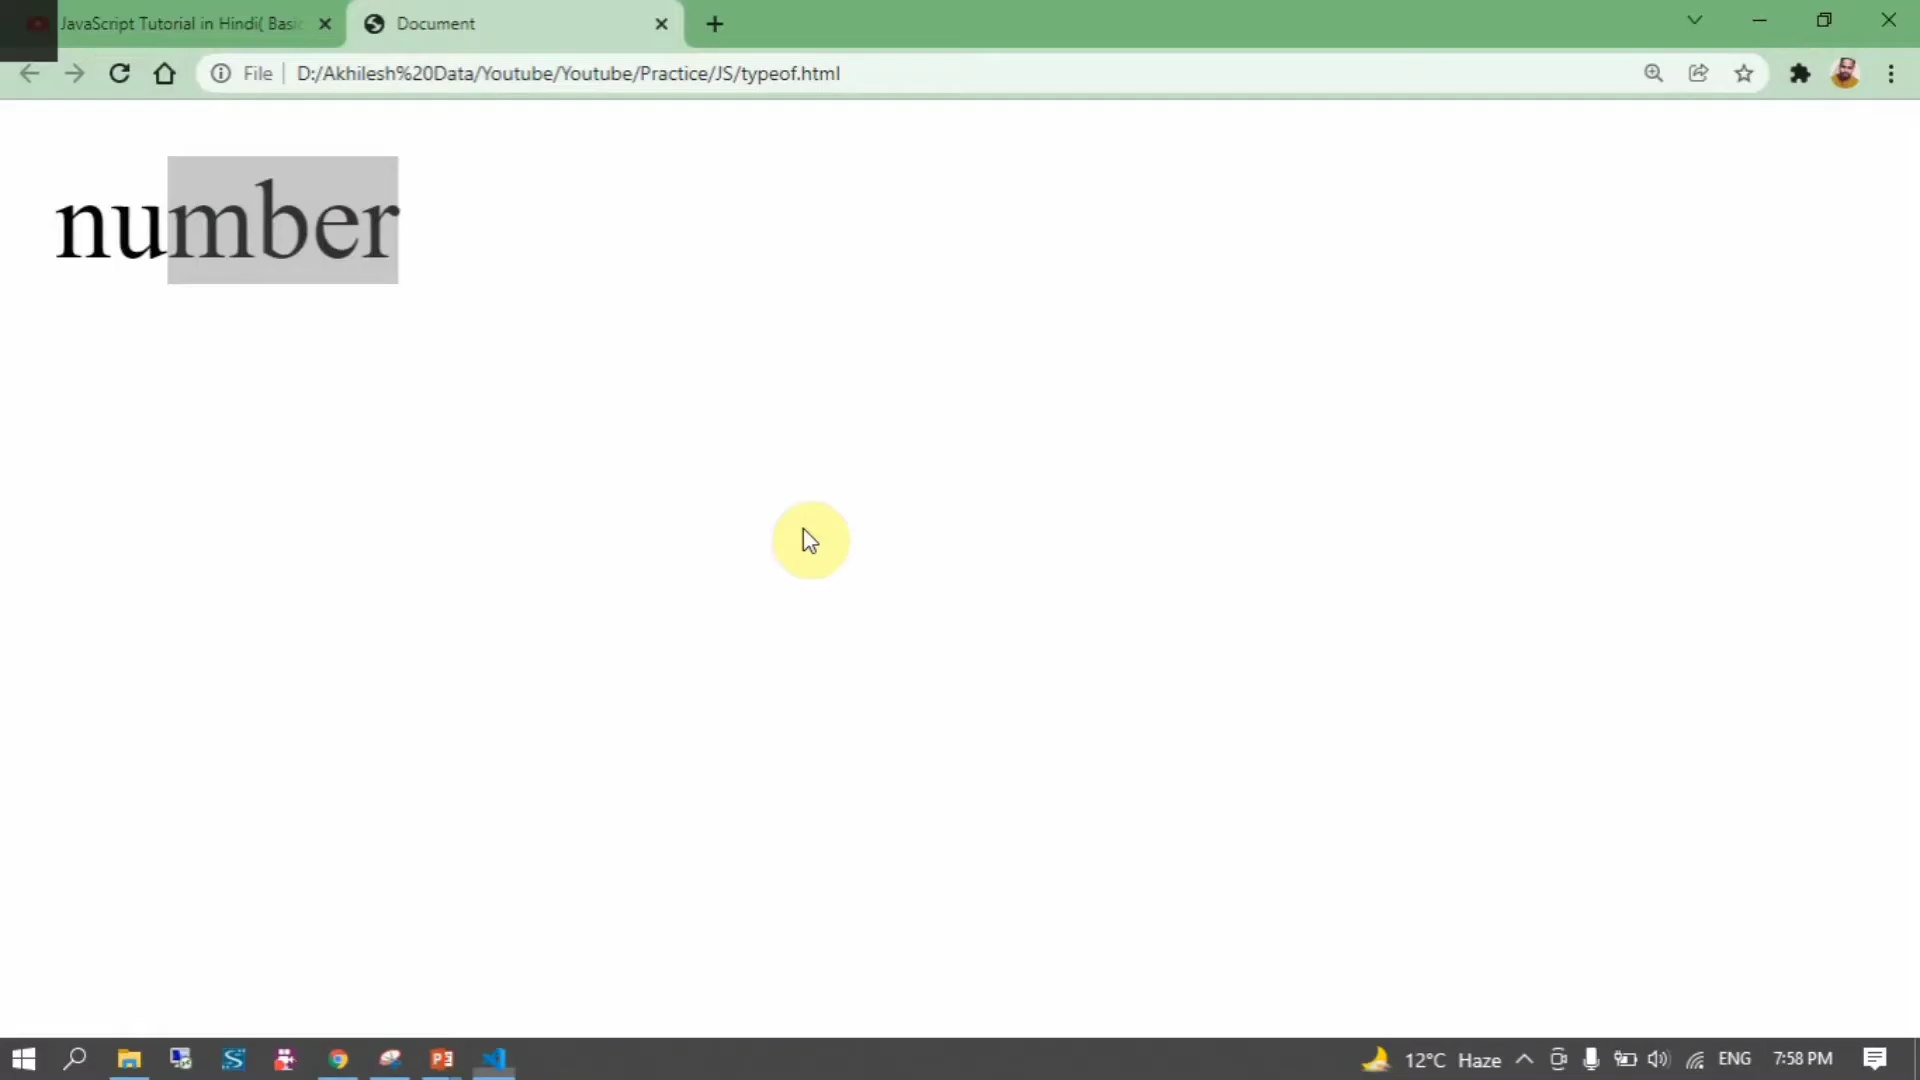 JavaScript Tutorial in Hindi( Basic
Document
File
D:/Akhilesh%20Data/Youtube/Youtube/Practice/JS/typeof.html
number
12°C Haze
ENG
7:58 PM